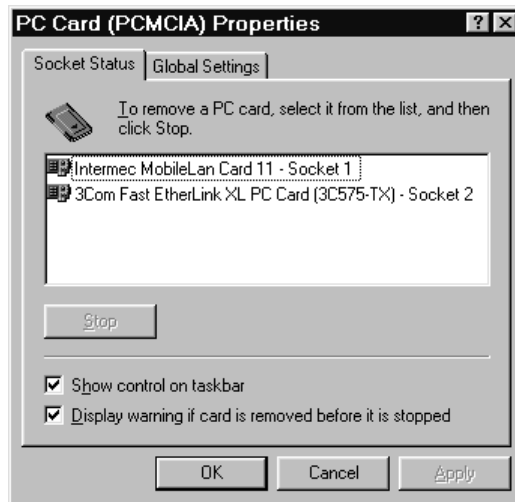 PC Card (PCMCIA) Properties
Socket Status
Global Settings
To remove a PC card, select it from the list, and then
click Stop.
Intermec MobileLan Card 11 - Socket 1
3Com Fast EtherLink XL PC Card (3C575-TX) - Socket 2
Stop
Show control on taskbar
Display warning if card is removed before it is stopped
OK
Cancel
Apply